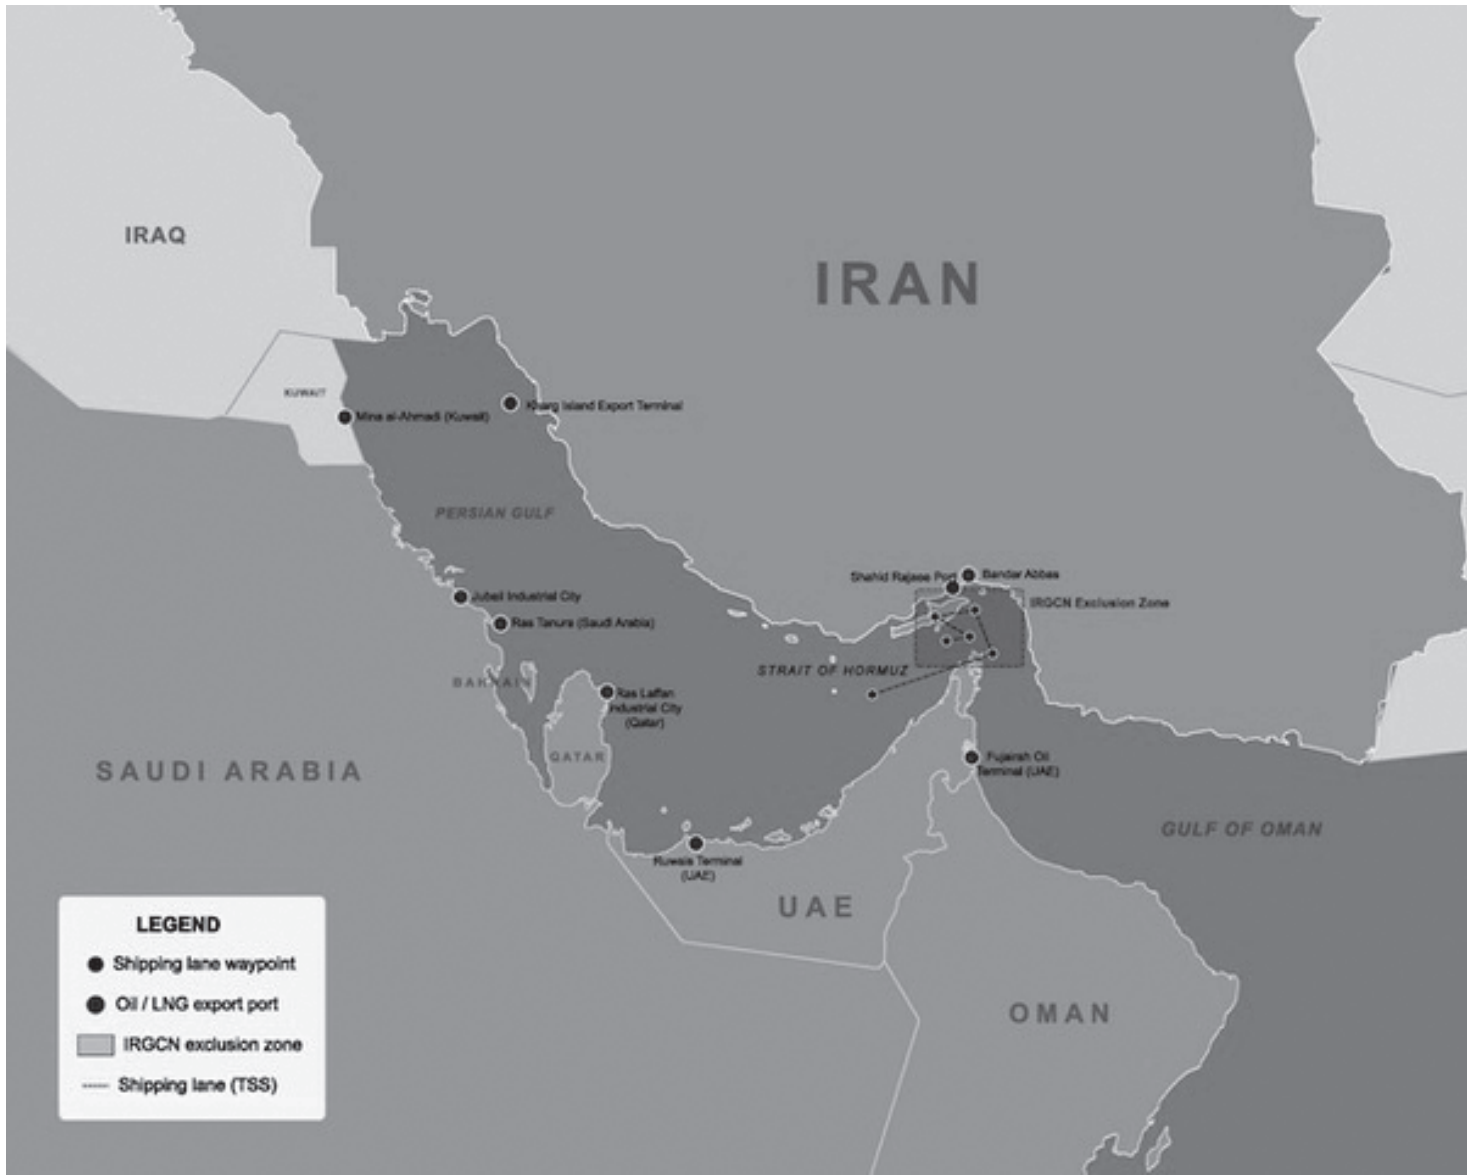 IRAQ
IRAN
KUWAIT
Mina al-Ahmadi (Kuwait)
Kharg Island Export Terminal
PERSIAN GULF
Shahid Rajaee Port
Bandar Abbas
Jubail Industrial City
IRGCN Exclusion Zone
Ras Tanura (Saudi Arabia)
STRAIT OF HORMUZ
BAHRAIN
Ras Laffan
Industrial City
(Qatar)
QATAR
SAUDI ARABIA
Fujairah Oil
Terminal (UAE)
GULF OF OMAN
Ruwais Terminal
(UAE)
UAE
OMAN
LEGEND
Shipping lane waypoint
Oil / LNG export port
IRGCN exclusion zone
Shipping lane (TSS)